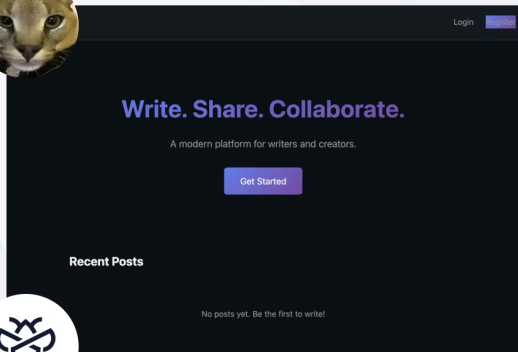 Login Register
Write. Share. Collaborate.
A modern platform for writers and creators.
Get Started
Recent Posts
No posts yet. Be the first to write!